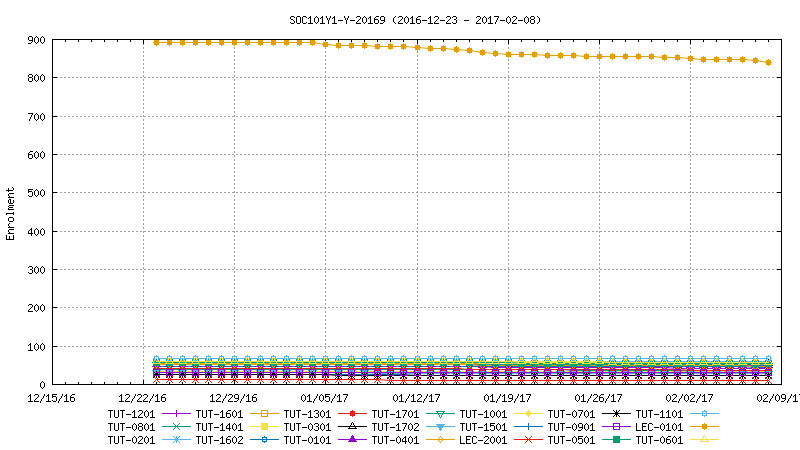 SOC101Y1-Y-20169 (2016-12-23 - 2017-02-08)
900
800
700
600
500
400
300
200
100
0
Enrolment
12/15/16 12/22/16 12/29/16 01/05/17 01/12/17 01/19/17 01/26/17 02/02/17 02/09/17
TUT-1201 TUT-1601 TUT-1301 TUT-1701 TUT-1001 TUT-0701 TUT-1101
TUT-0801 TUT-1401 TUT-0301 TUT-1702 TUT-1501 TUT-0901 LEC-0101
TUT-0201 TUT-1602 TUT-0101 TUT-0401 LEC-2001 TUT-0501 TUT-0601